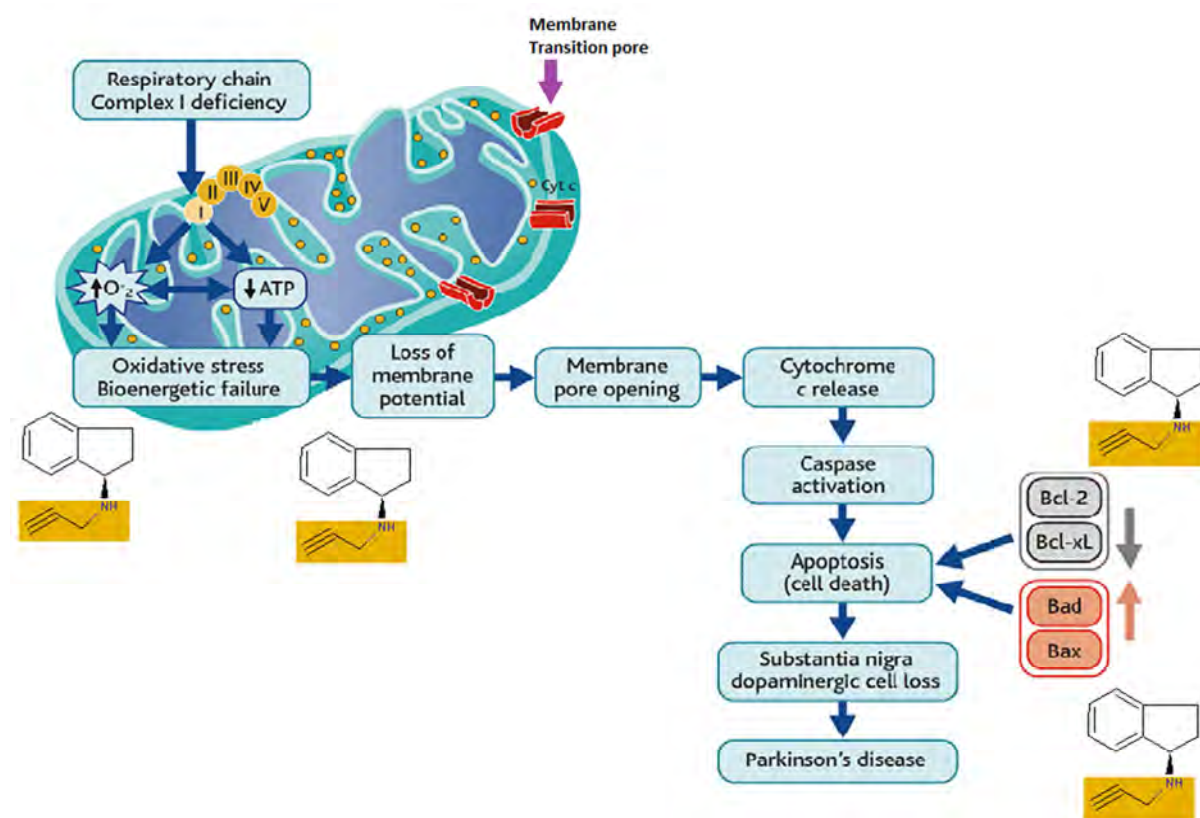 Membrane
Transition pore
Respiratory chain
Complex I deficiency
I
II
III
IV
V
Cyt c
↑O⁻₂
↓ATP
Oxidative stress
Bioenergetic failure
Loss of
membrane
potential
Membrane
pore opening
Cytochrome
c release
Caspase
activation
Apoptosis
(cell death)
Substantia nigra
dopaminergic cell loss
Parkinson's disease
Bcl-2
Bcl-xL
Bad
Bax
NH
NH
NH
NH